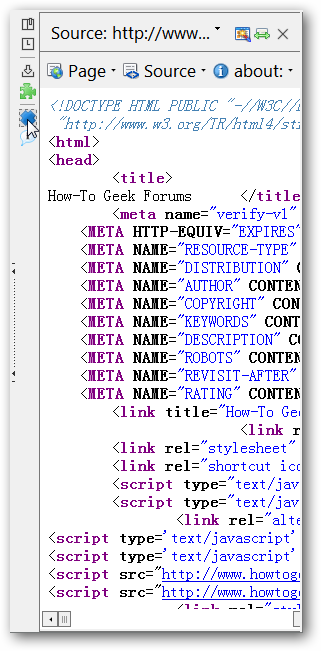 Source: http://www...
Page Source about:
<!DOCTYPE HTML PUBLIC "-//W3C//
"http://www.w3.org/TR/html4/st
<html>
<head>
<title>
How-To Geek Forums </title
<meta name="verify-v1"
<META HTTP-EQUIV="EXPIRES"
<META NAME="RESOURCE-TYPE"
<META NAME="DISTRIBUTION" C
<META NAME="AUTHOR" CONTEN
<META NAME="COPYRIGHT" CON
<META NAME="KEYWORDS" CONT
<META NAME="DESCRIPTION" C
<META NAME="ROBOTS" CONTEN
<META NAME="REVISIT-AFTER"
<META NAME="RATING" CONTEN
<link title="How-To Ge
<link r
<link rel="stylesheet"
<link rel="shortcut ico
<script type="text/jav
<script type="text/jav
<link rel="alte
<script type='text/javascript'
<script type='text/javascript'
<script src="http://www.howtoge
<script src="http://www.howtoge
<link rel="sty